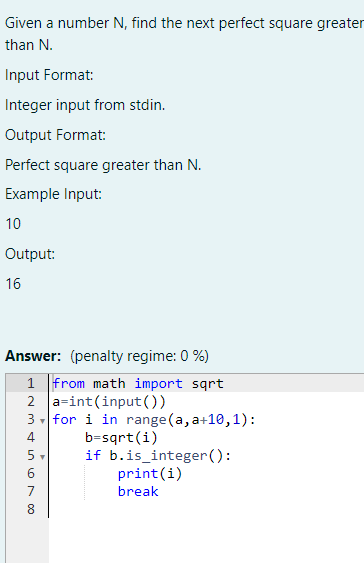 Given a number N, find the next perfect square greater
than N.
Input Format:
Integer input from stdin.
Output Format:
Perfect square greater than N.
Example Input:
10
Output:
16
Answer: (penalty regime: 0 %)
1 from math import sqrt
2 a=int(input())
3 for i in range(a,a+10,1):
4     b=sqrt(i)
5     if b.is_integer():
6         print(i)
7         break
8